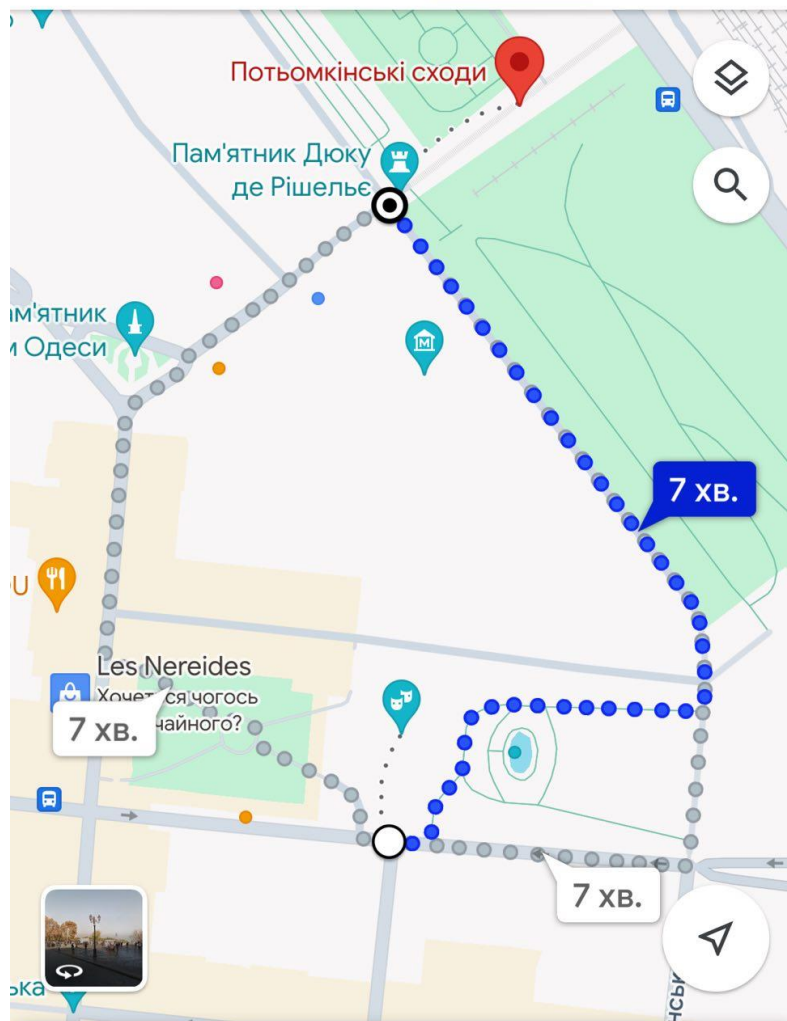 Потьомкінські сходи
Пам'ятник Дюку
де Рішельє
м'ятник
Одеси
7 хв.
U
Les Nereides
7 хв.
7 хв.